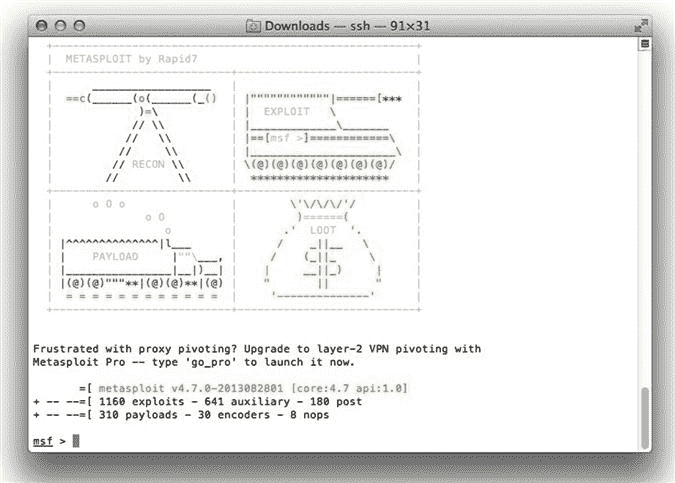 Downloads — ssh — 91×31
METASPLOIT by Rapid7
EXPLOIT
[msf >]
RECON
PAYLOAD
LOOT
Frustrated with proxy pivoting? Upgrade to layer-2 VPN pivoting with
Metasploit Pro -- type 'go_pro' to launch it now.
=[ metasploit v4.7.0-2013082801 [core:4.7 api:1.0]
+ -- --=[ 1160 exploits - 641 auxiliary - 180 post
+ -- --=[ 310 payloads - 30 encoders - 8 nops
msf >